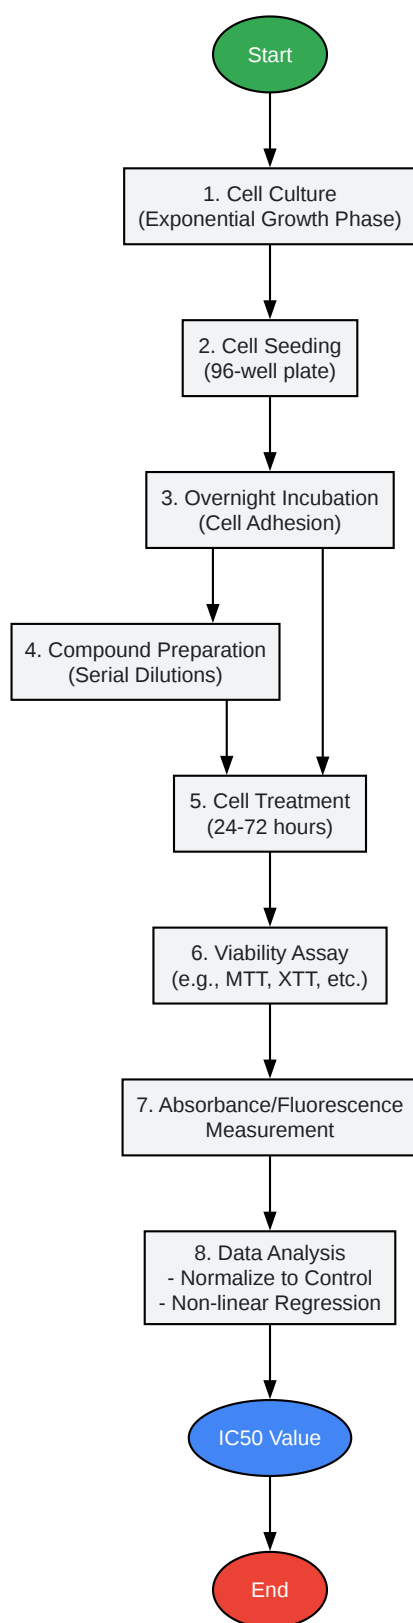 Start
1. Cell Culture
(Exponential Growth Phase)
2. Cell Seeding
(96-well plate)
3. Overnight Incubation
(Cell Adhesion)
4. Compound Preparation
(Serial Dilutions)
5. Cell Treatment
(24-72 hours)
6. Viability Assay
(e.g., MTT, XTT, etc.)
7. Absorbance/Fluorescence
Measurement
8. Data Analysis
- Normalize to Control
- Non-linear Regression
IC50 Value
End